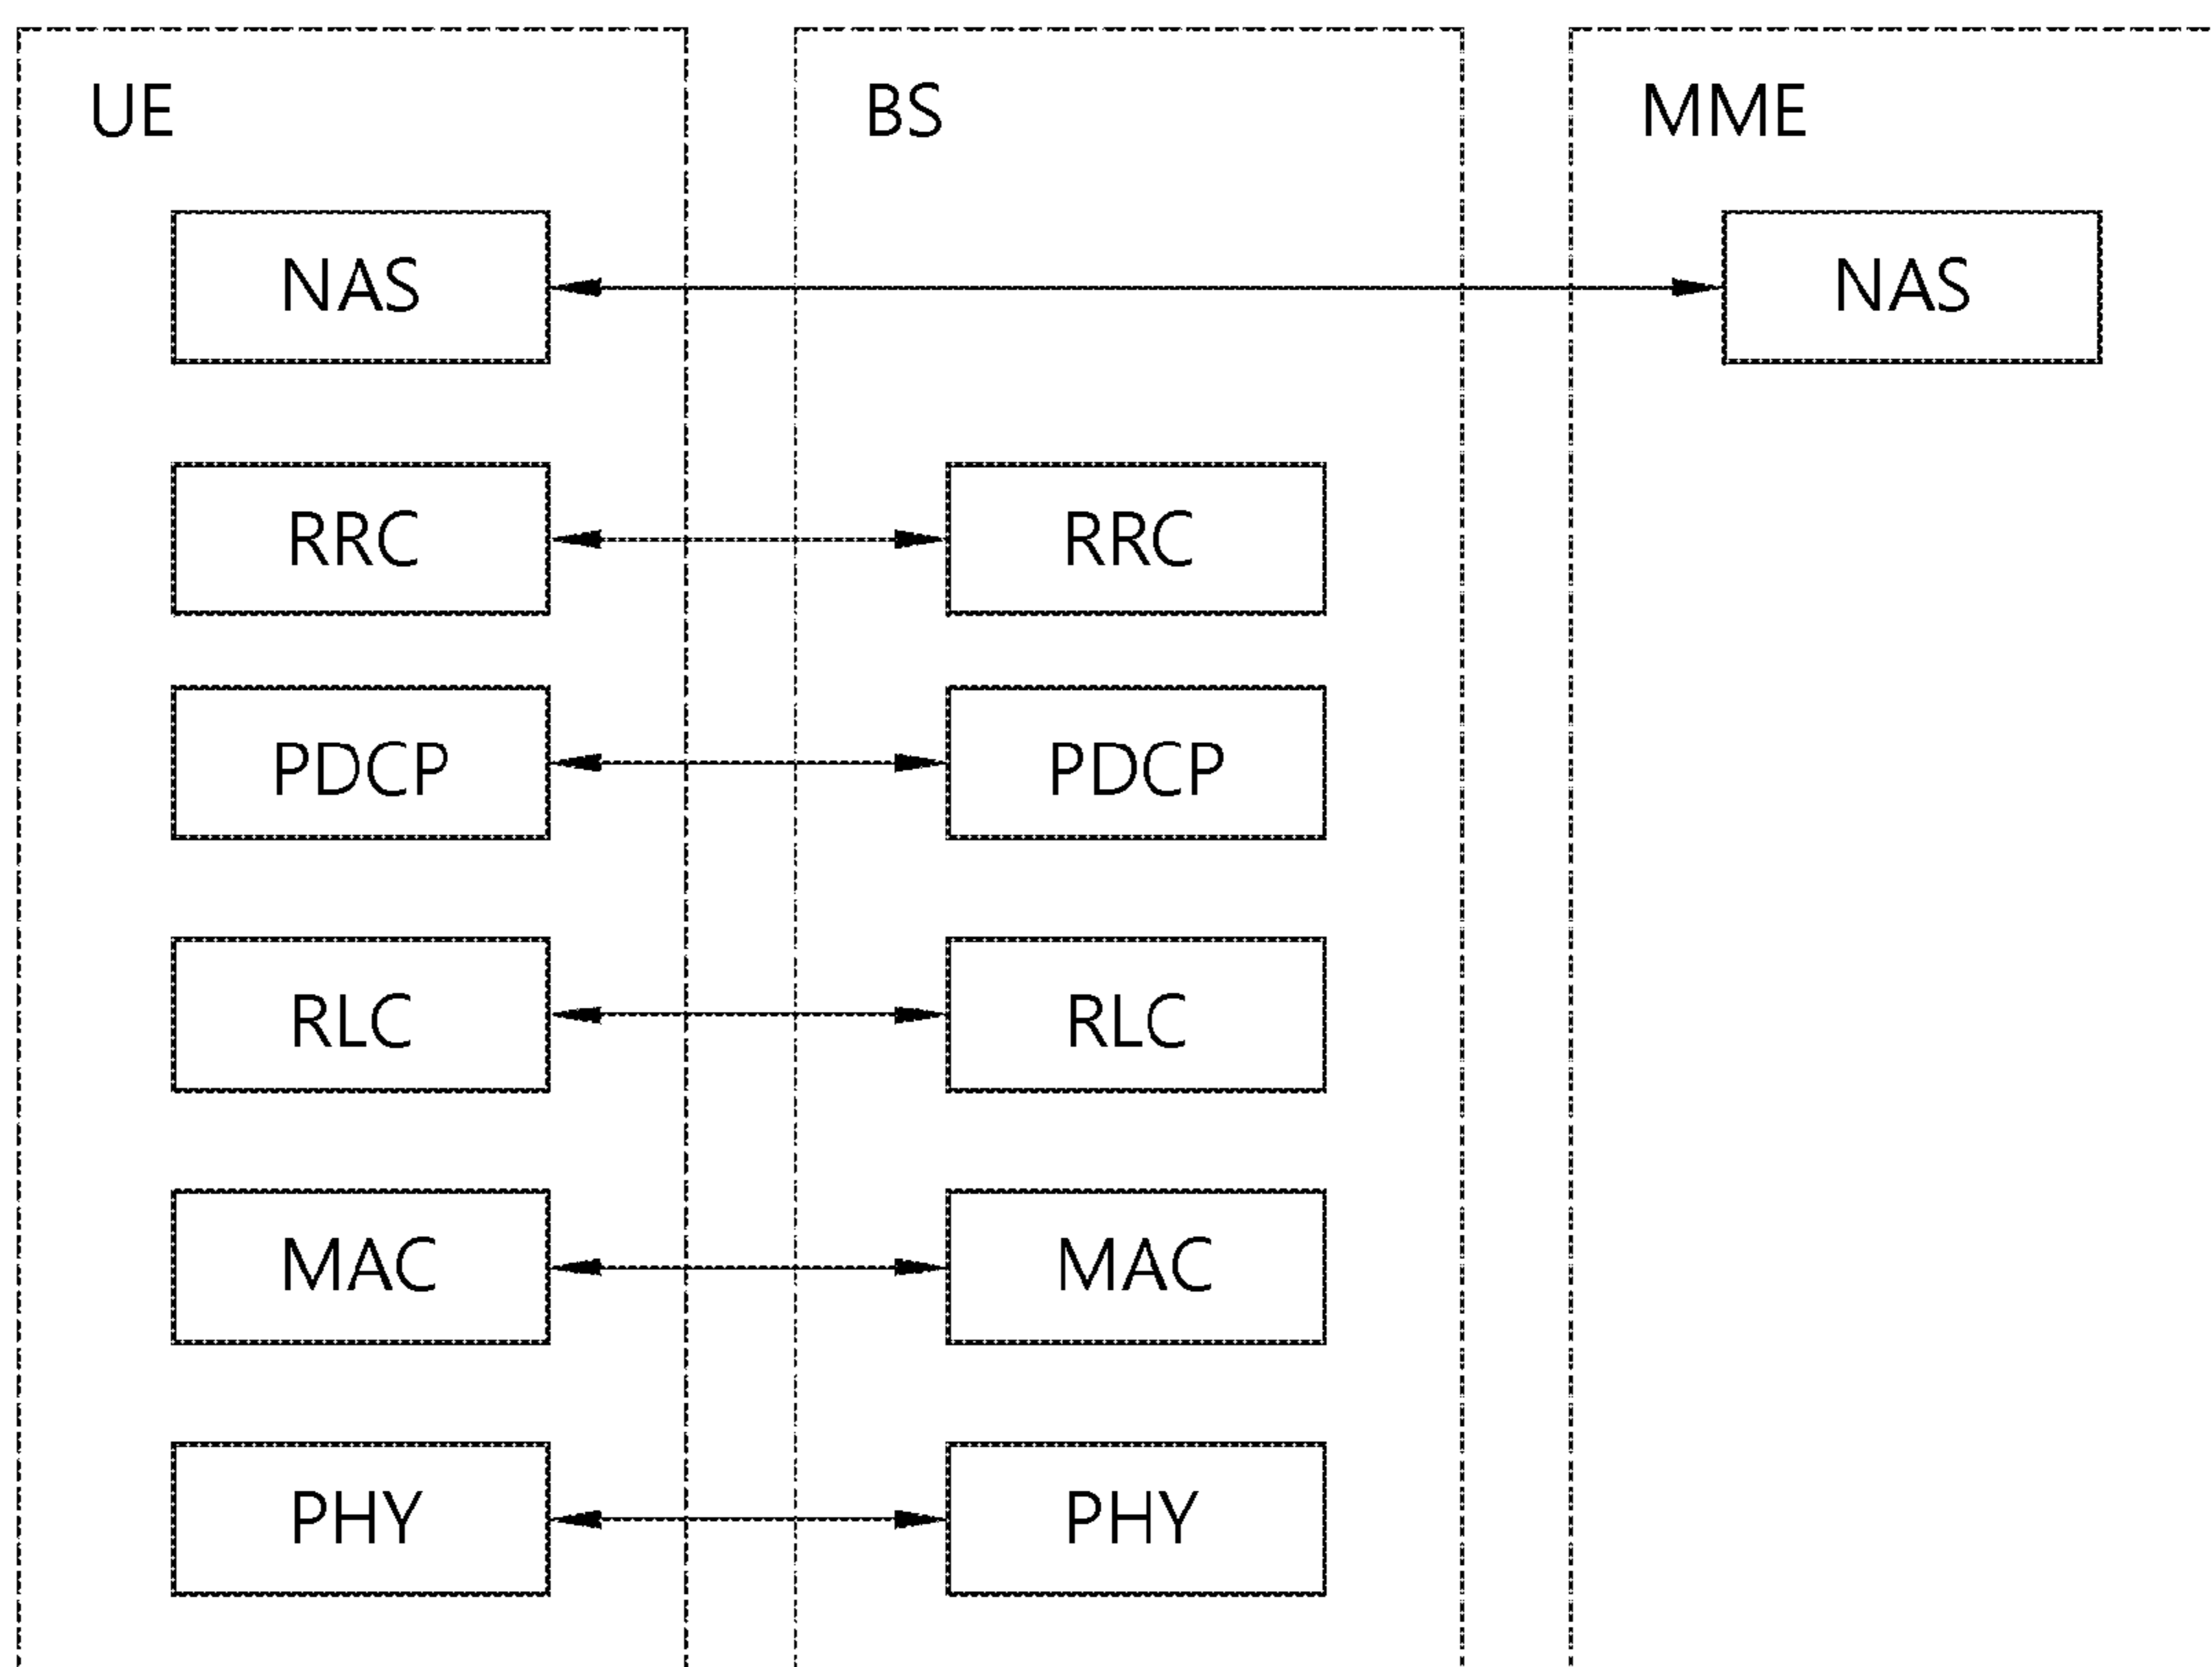 UE BS MME
NAS NAS
RRC RRC
PDCP PDCP
RLC RLC
MAC MAC
PHY PHY